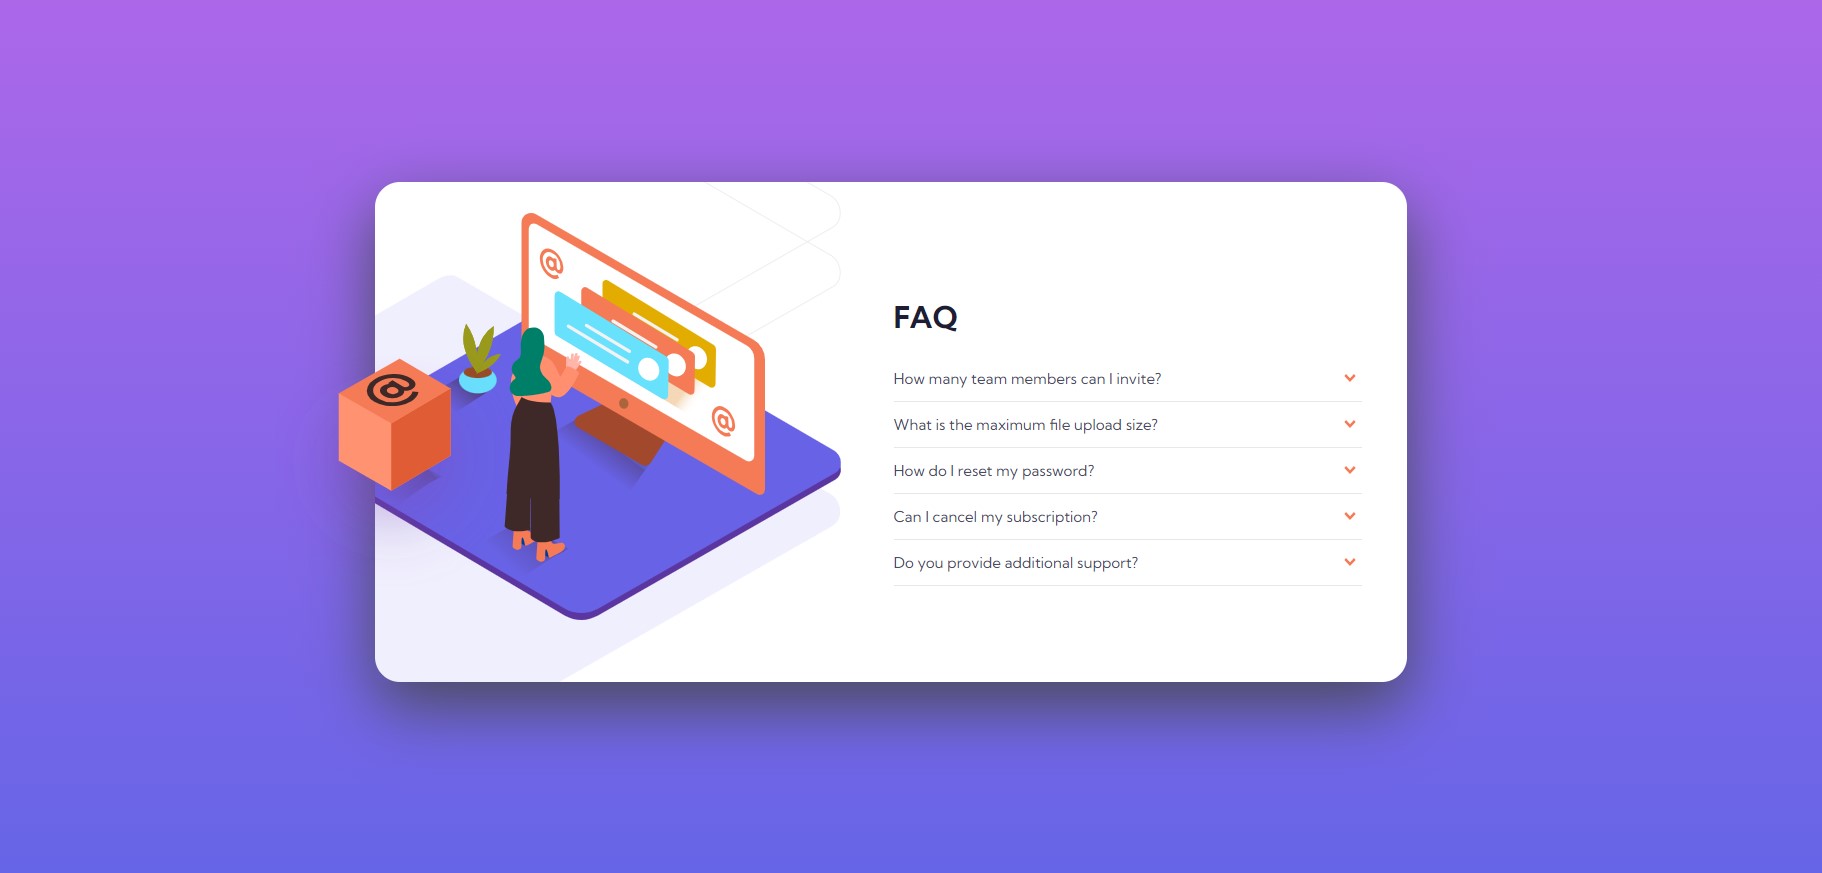 @
@
@
FAQ
How many team members can I invite?
What is the maximum file upload size?
How do I reset my password?
Can I cancel my subscription?
Do you provide additional support?